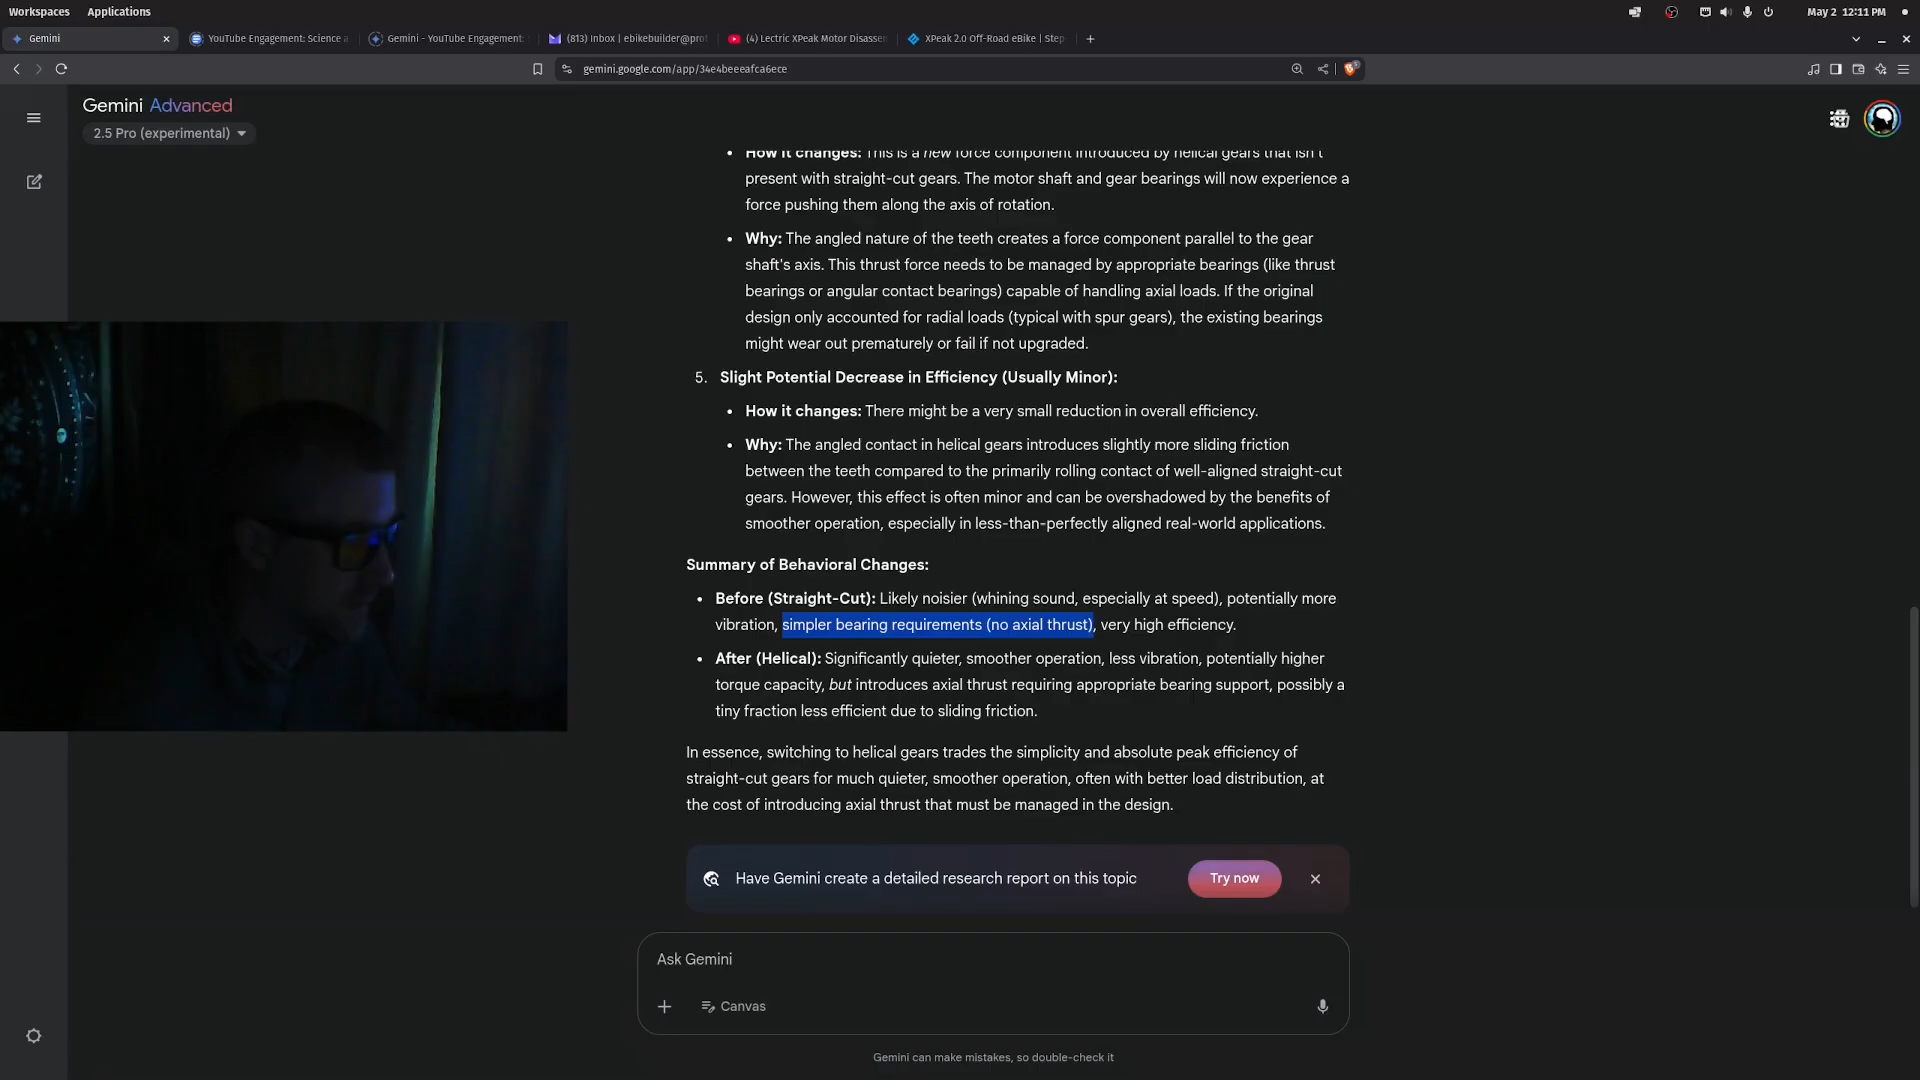 Workspaces Applications May 2 12:11 PM
Gemini YouTube Engagement: Science a Gemini - YouTube Engagement: (813) Inbox | ebikebuilder@prot (4) Lectric XPeak Motor Disassem XPeak 2.0 Off-Road eBike | Step
gemini.google.com/app/34e4beeeafca6ece
Gemini Advanced
2.5 Pro (experimental)
• How it changes: This is a new force component introduced by helical gears that isn't
present with straight-cut gears. The motor shaft and gear bearings will now experience a
force pushing them along the axis of rotation.
• Why: The angled nature of the teeth creates a force component parallel to the gear
shaft's axis. This thrust force needs to be managed by appropriate bearings (like thrust
bearings or angular contact bearings) capable of handling axial loads. If the original
design only accounted for radial loads (typical with spur gears), the existing bearings
might wear out prematurely or fail if not upgraded.
5. Slight Potential Decrease in Efficiency (Usually Minor):
• How it changes: There might be a very small reduction in overall efficiency.
• Why: The angled contact in helical gears introduces slightly more sliding friction
between the teeth compared to the primarily rolling contact of well-aligned straight-cut
gears. However, this effect is often minor and can be overshadowed by the benefits of
smoother operation, especially in less-than-perfectly aligned real-world applications.
Summary of Behavioral Changes:
• Before (Straight-Cut): Likely noisier (whining sound, especially at speed), potentially more
vibration, simpler bearing requirements (no axial thrust), very high efficiency.
• After (Helical): Significantly quieter, smoother operation, less vibration, potentially higher
torque capacity, but introduces axial thrust requiring appropriate bearing support, possibly a
tiny fraction less efficient due to sliding friction.
In essence, switching to helical gears trades the simplicity and absolute peak efficiency of
straight-cut gears for much quieter, smoother operation, often with better load distribution, at
the cost of introducing axial thrust that must be managed in the design.
Have Gemini create a detailed research report on this topic Try now
Ask Gemini
Canvas
Gemini can make mistakes, so double-check it